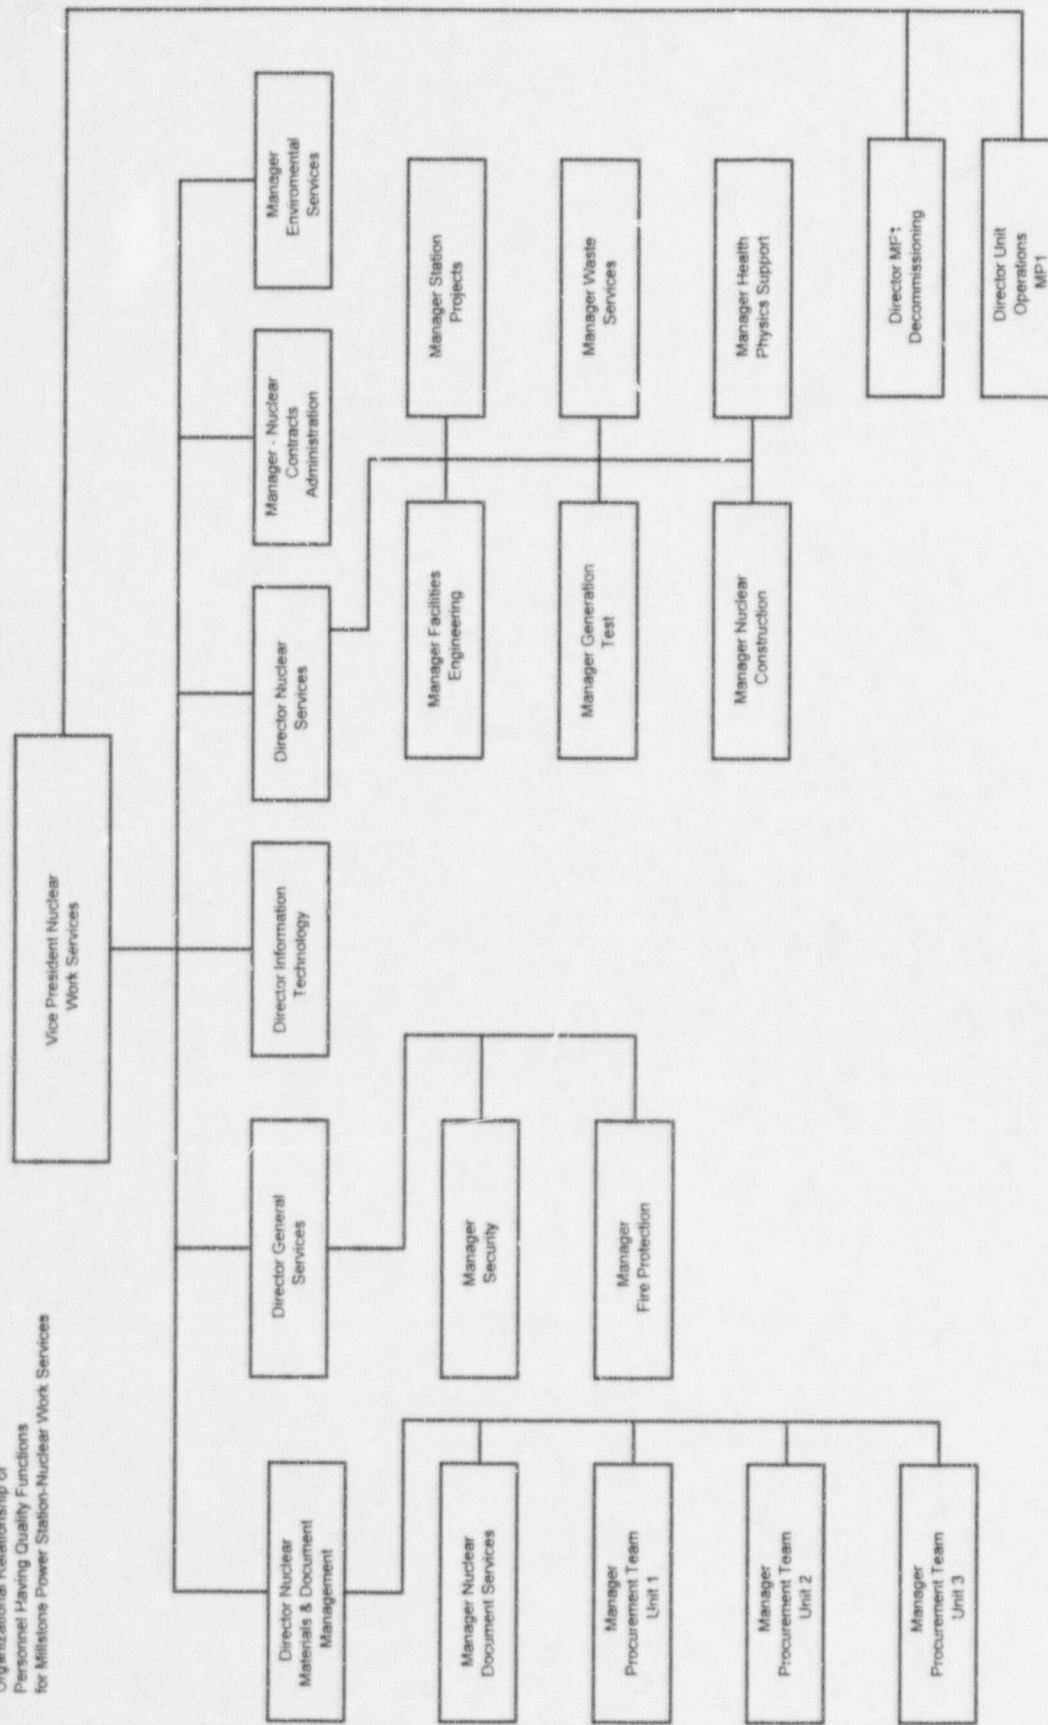 Organizational Relationship of
Personnel Having Quality Functions
for Millstone Power Station-Nuclear Work Services
Vice President Nuclear
Work Services
Director Nuclear
Materials & Document
Management
Director General
Services
Director Information
Technology
Director Nuclear
Services
Manager - Nuclear
Contracts
Administration
Manager
Enviromental
Services
Manager Nuclear
Document Services
Manager
Procurement Team
Unit 1
Manager
Procurement Team
Unit 2
Manager
Procurement Team
Unit 3
Manager
Security
Manager
Fire Protection
Manager Facilities
Engineering
Manager Station
Projects
Manager Generation
Test
Manager Waste
Services
Manager Nuclear
Construction
Manager Health
Physics Support
Director MP1
Decommissioning
Director Unit
Operations
MP1